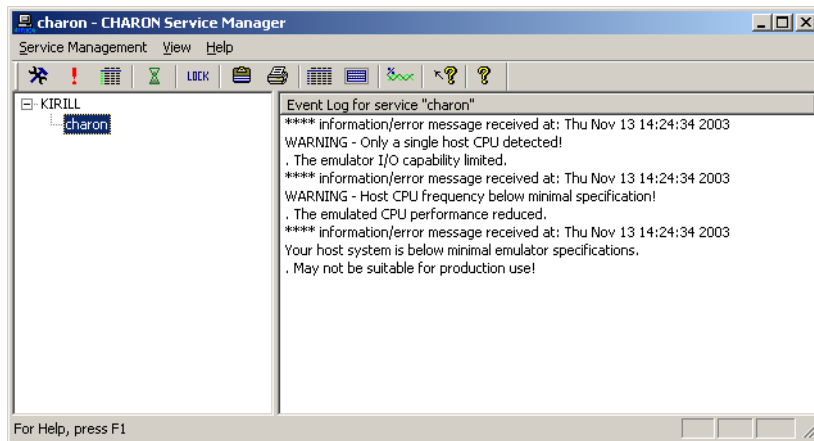 charon - CHARON Service Manager
Service Management View Help
LOCK
KIRILL
charon
Event Log for service "charon"
**** information/error message received at: Thu Nov 13 14:24:34 2003
WARNING - Only a single host CPU detected!
. The emulator I/O capability limited.
**** information/error message received at: Thu Nov 13 14:24:34 2003
WARNING - Host CPU frequency below minimal specification!
. The emulated CPU performance reduced.
**** information/error message received at: Thu Nov 13 14:24:34 2003
Your host system is below minimal emulator specifications.
. May not be suitable for production use!
For Help, press F1